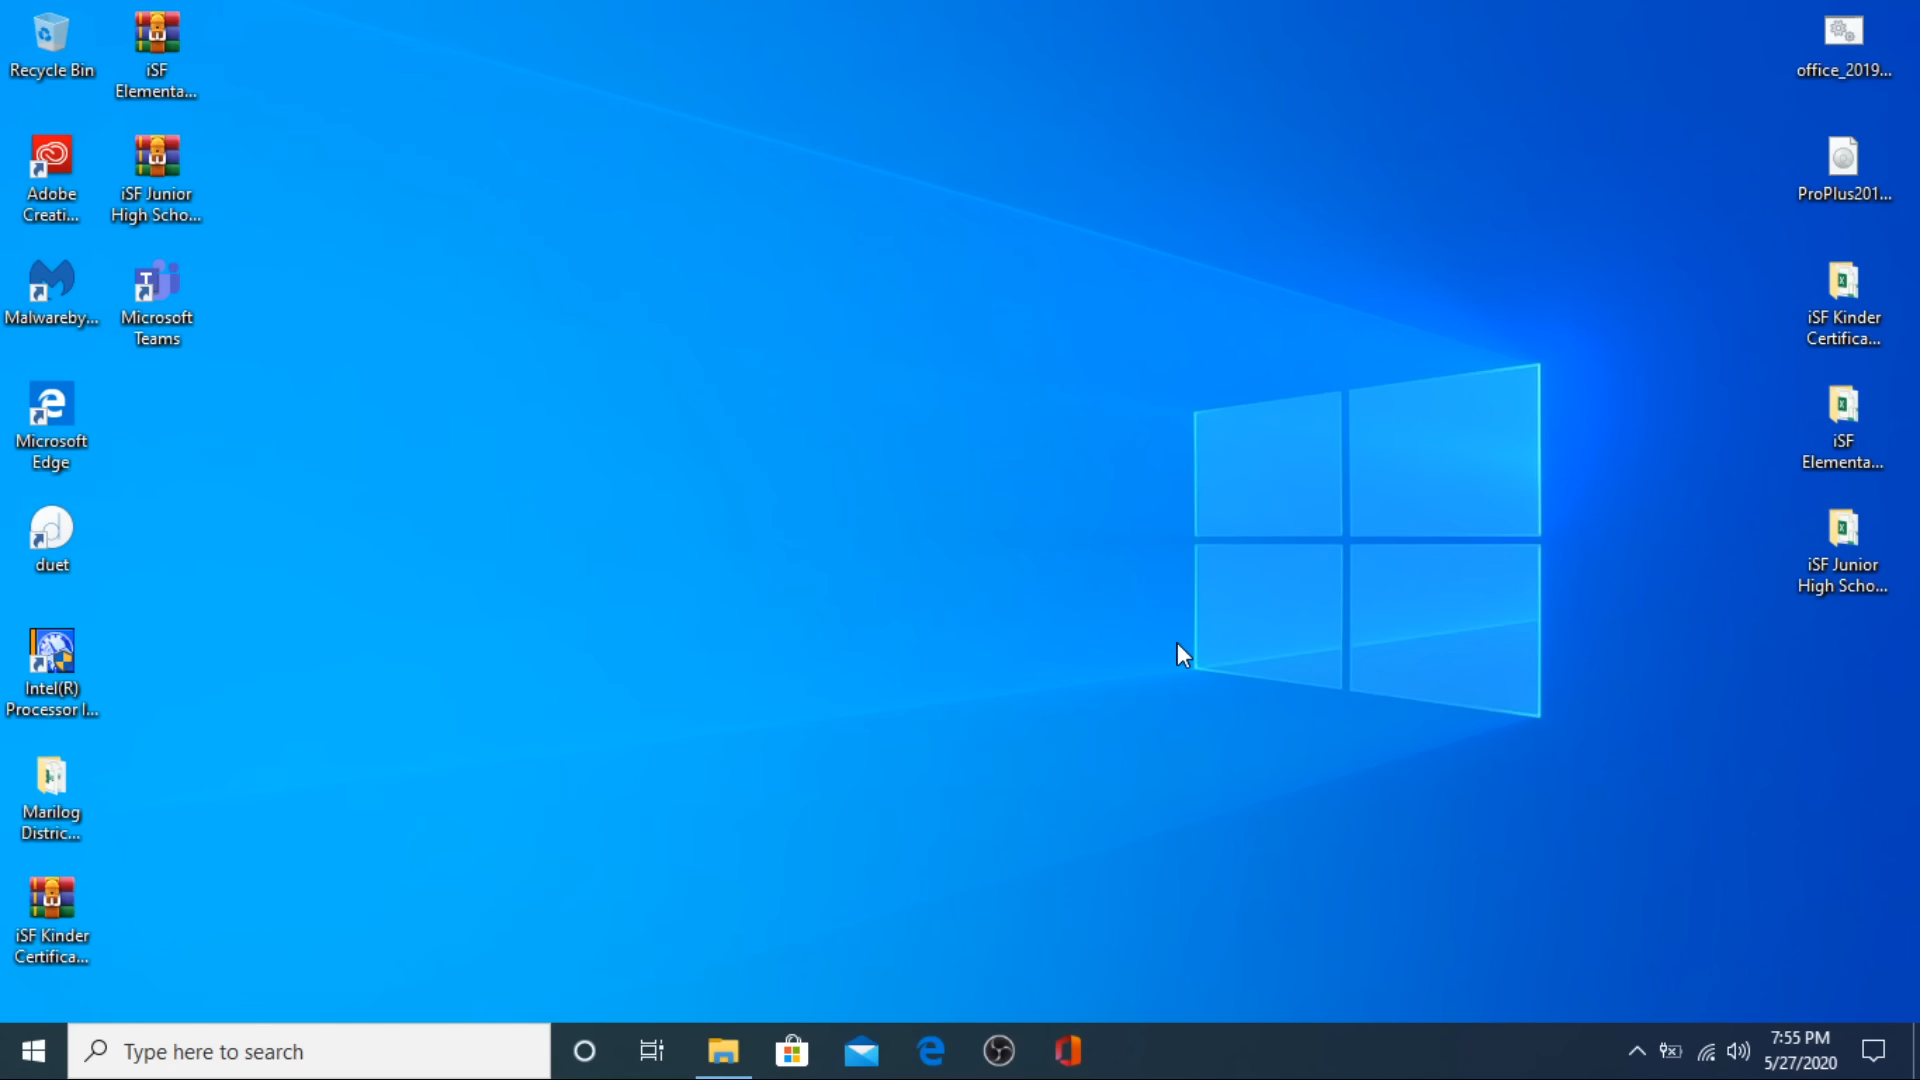 Recycle Bin
iSF
Elementa...
Adobe
Creati...
iSF Junior
High Scho...
Malwareby...
Microsoft
Teams
Microsoft
Edge
duet
Intel(R)
Processor I...
Marilog
Distric...
iSF Kinder
Certifica...
office_2019...
ProPlus201...
iSF Kinder
Certifica...
iSF
Elementa...
iSF Junior
High Scho...
Type here to search
7:55 PM
5/27/2020